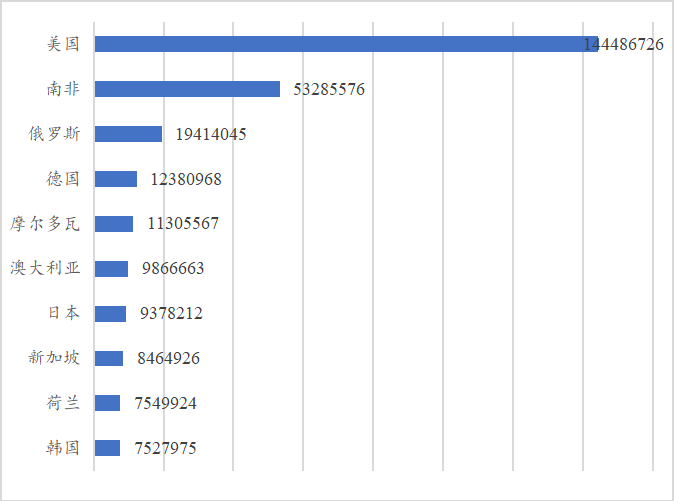 美国 144486726
南非 53285576
俄罗斯 19414045
德国 12380968
摩尔多瓦 11305567
澳大利亚 9866663
日本 9378212
新加坡 8464926
荷兰 7549924
韩国 7527975